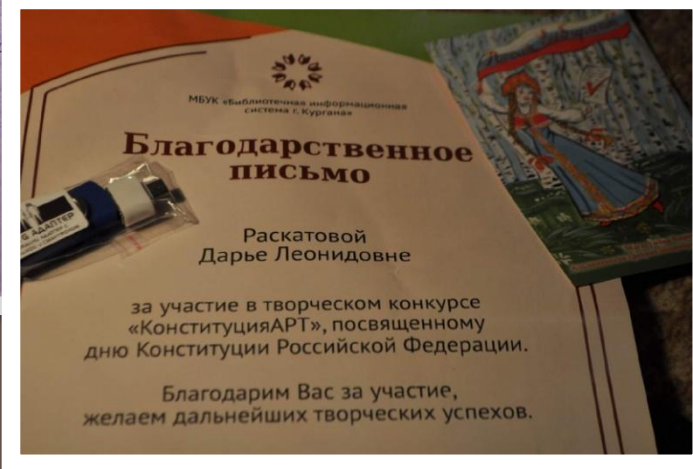 МБУК «Библиотечная информационная
система г. Кургана»
Благодарственное
письмо
АДАПТЕР
Раскатовой
Дарье Леонидовне
за участие в творческом конкурсе
«КонституцияАРТ», посвященному
дню Конституции Российской Федерации.
Благодарим Вас за участие,
желаем дальнейших творческих успехов.